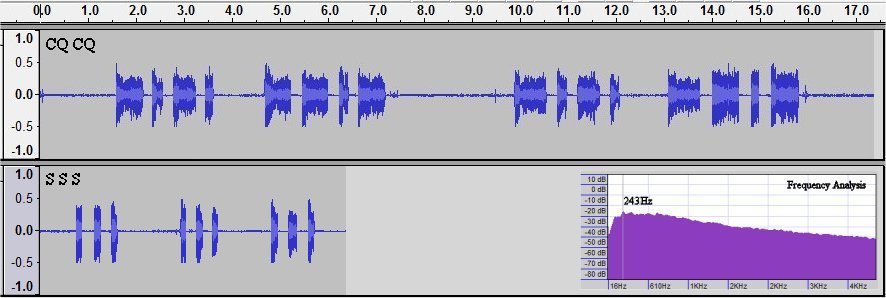 0.0 1.0 2.0 3.0 4.0 5.0 6.0 7.0 8.0 9.0 10.0 11.0 12.0 13.0 14.0 15.0 16.0 17.0
1.0
CQ CQ
0.5
0.0
-0.5
-1.0
1.0
S S S
0.5
0.0
-0.5
-1.0
Frequency Analysis
243Hz
10 dB
0 dB
-10 dB
-20 dB
-30 dB
-40 dB
-50 dB
-60 dB
-70 dB
-80 dB
16Hz 610Hz 1KHz 2KHz 2KHz 3KHz 4KHz